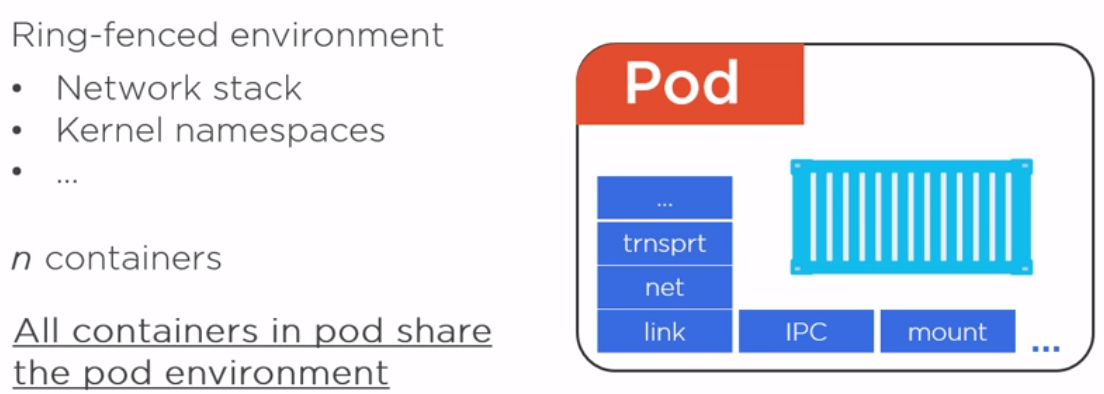 Ring-fenced environment
• Network stack
• Kernel namespaces
• ...
n containers
All containers in pod share
the pod environment
Pod
...
trnsprt
net
link
IPC
mount
...